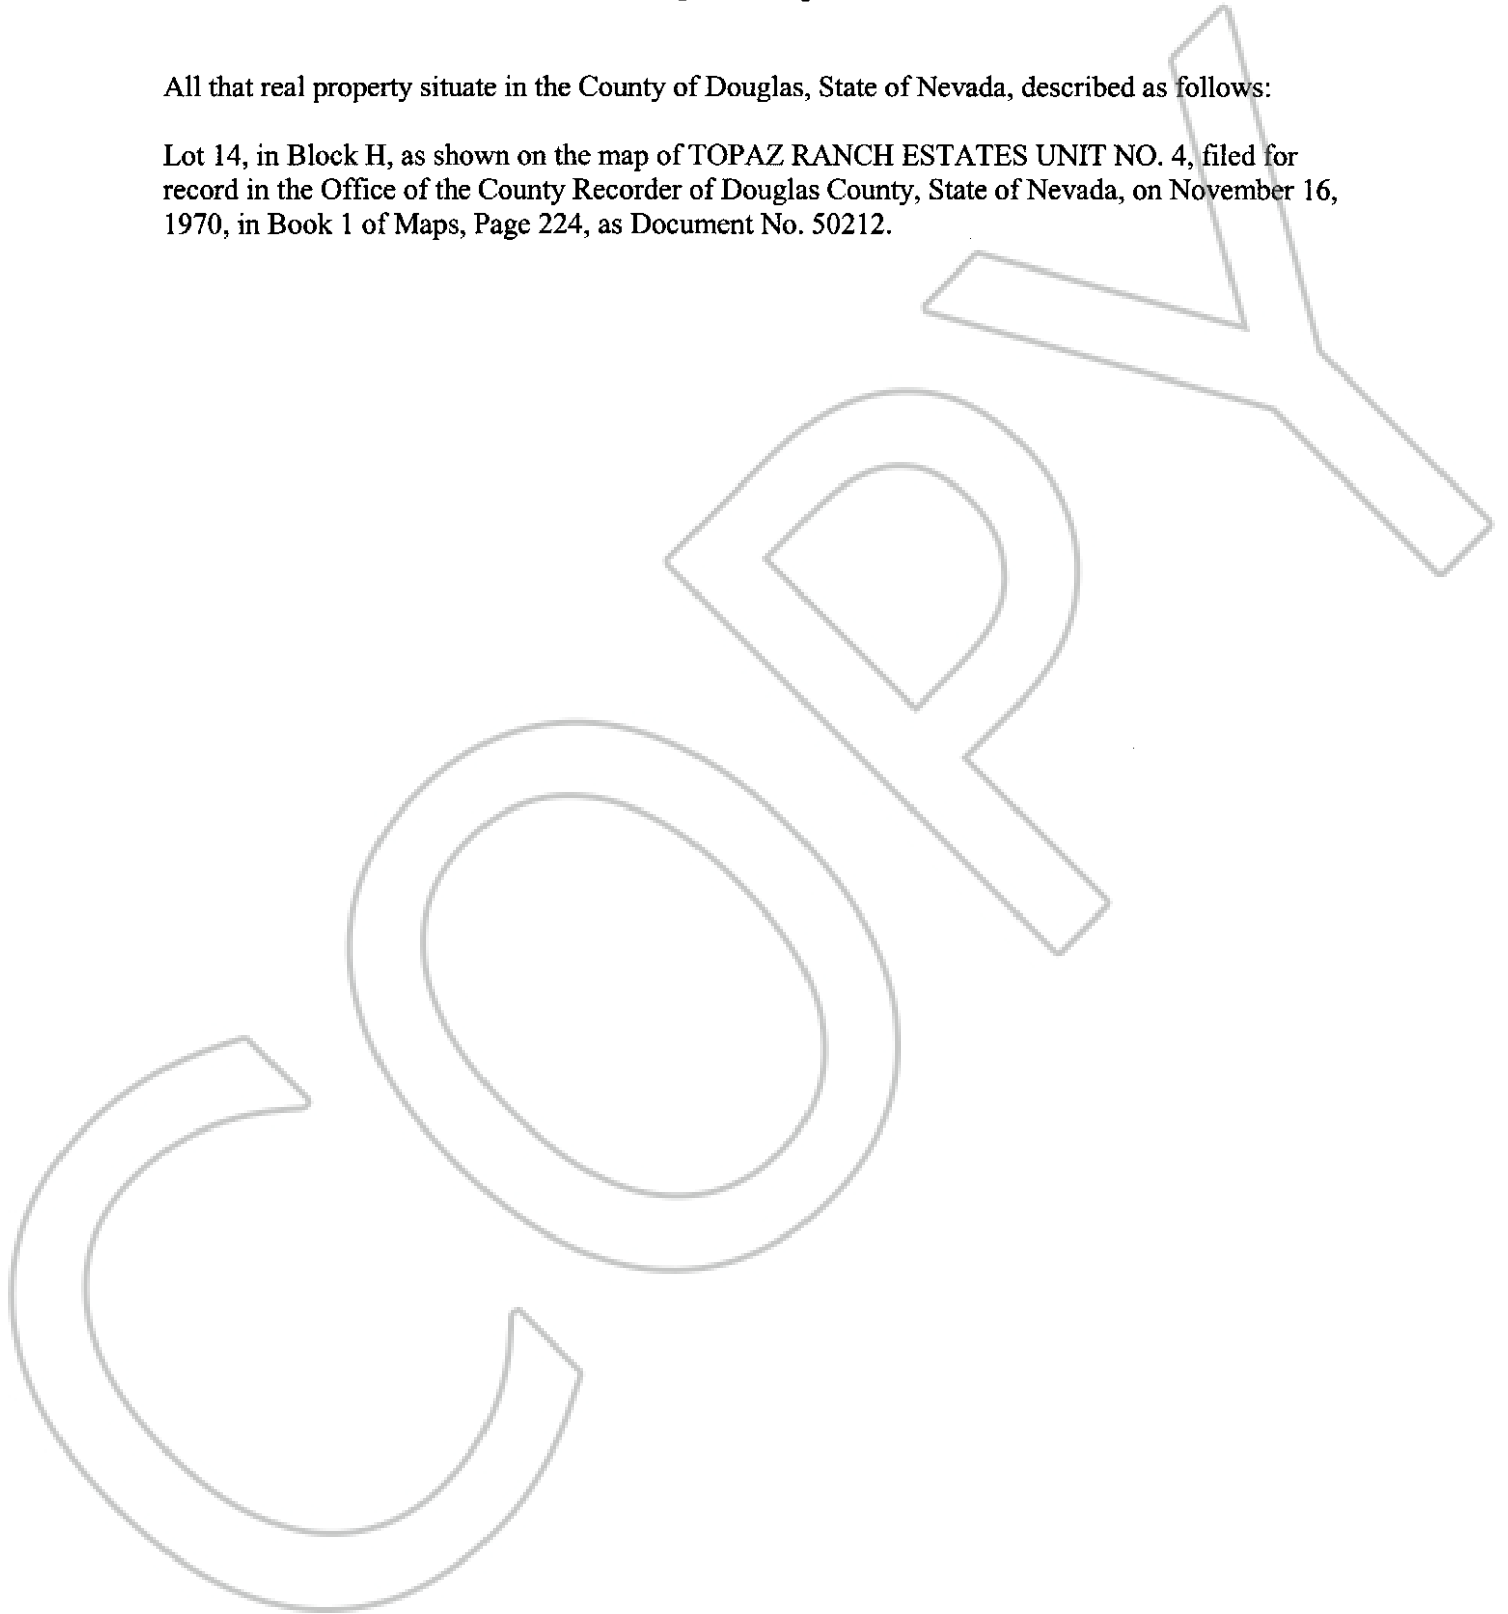 All that real property situate in the County of Douglas, State of Nevada, described as follows:
Lot 14, in Block H, as shown on the map of TOPAZ RANCH ESTATES UNIT NO. 4, filed for
record in the Office of the County Recorder of Douglas County, State of Nevada, on November 16,
1970, in Book 1 of Maps, Page 224, as Document No. 50212.
COPY